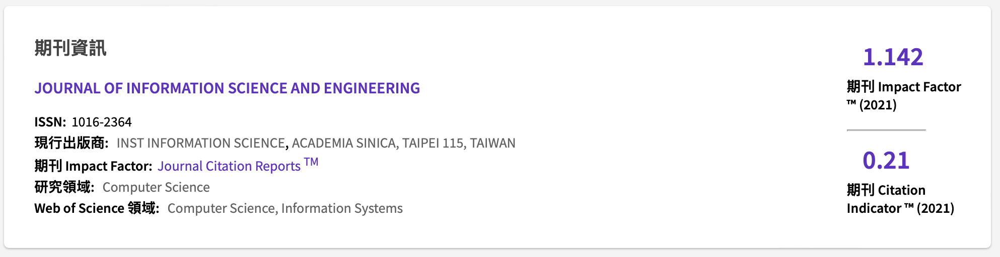 期刊資訊
JOURNAL OF INFORMATION SCIENCE AND ENGINEERING
ISSN: 1016-2364
現行出版商: INST INFORMATION SCIENCE, ACADEMIA SINICA, TAIPEI 115, TAIWAN
期刊 Impact Factor: Journal Citation Reports TM
研究領域: Computer Science
Web of Science 領域: Computer Science, Information Systems
1.142
期刊 Impact Factor
™ (2021)
0.21
期刊 Citation
Indicator ™ (2021)